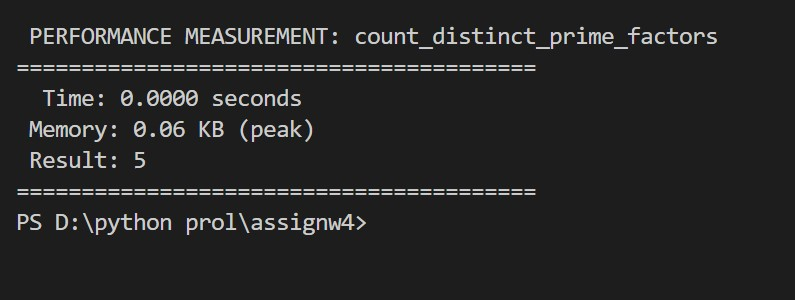 PERFORMANCE MEASUREMENT: count_distinct_prime_factors
========================================
Time: 0.0000 seconds
Memory: 0.06 KB (peak)
Result: 5
========================================
PS D:\python prol\assignw4>